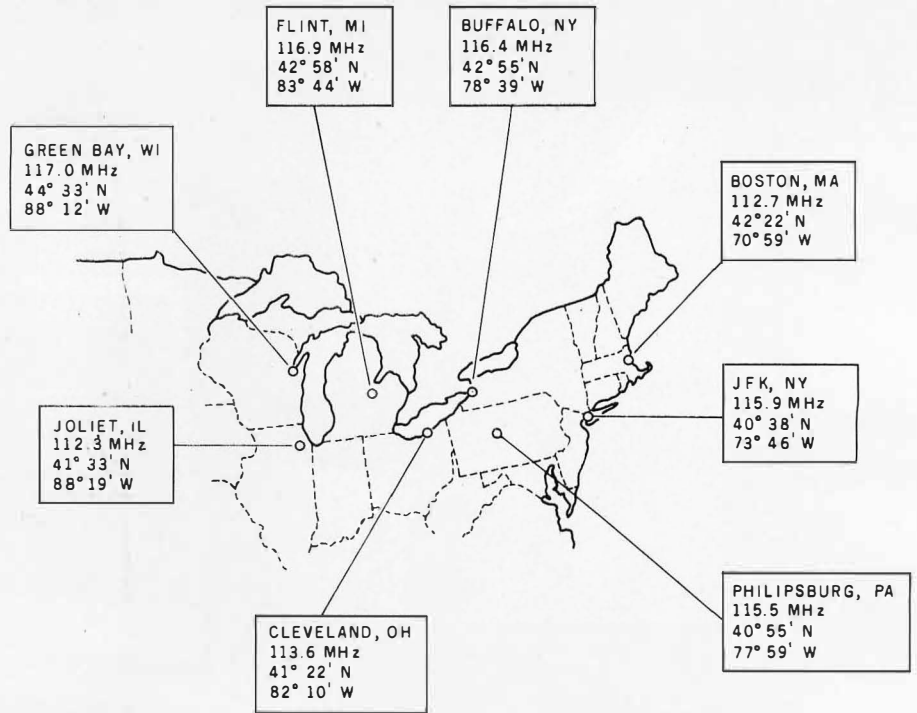 FLINT, MI
116.9 MHz
42° 58' N
83° 44' W
BUFFALO, NY
116.4 MHz
42° 55' N
78° 39' W
GREEN BAY, WI
117.0 MHz
44° 33' N
88° 12' W
BOSTON, MA
112.7 MHz
42° 22' N
70° 59' W
JOLIET, IL
112.3 MHz
41° 33' N
88° 19' W
JFK, NY
115.9 MHz
40° 38' N
73° 46' W
CLEVELAND, OH
113.6 MHz
41° 22' N
82° 10' W
PHILIPSBURG, PA
115.5 MHz
40° 55' N
77° 59' W